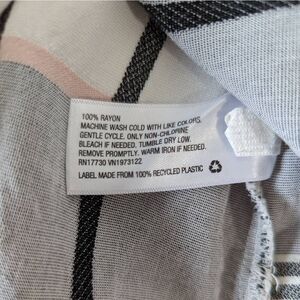 100% RAYON
MACHINE WASH COLD WITH LIKE COLORS,
GENTLE CYCLE. ONLY NON-CHLORINE
BLEACH IF NEEDED. TUMBLE DRY LOW.
REMOVE PROMPTLY. WARM IRON IF NEEDED.
RN17730 VN1973122
LABEL MADE FROM 100% RECYCLED PLASTIC